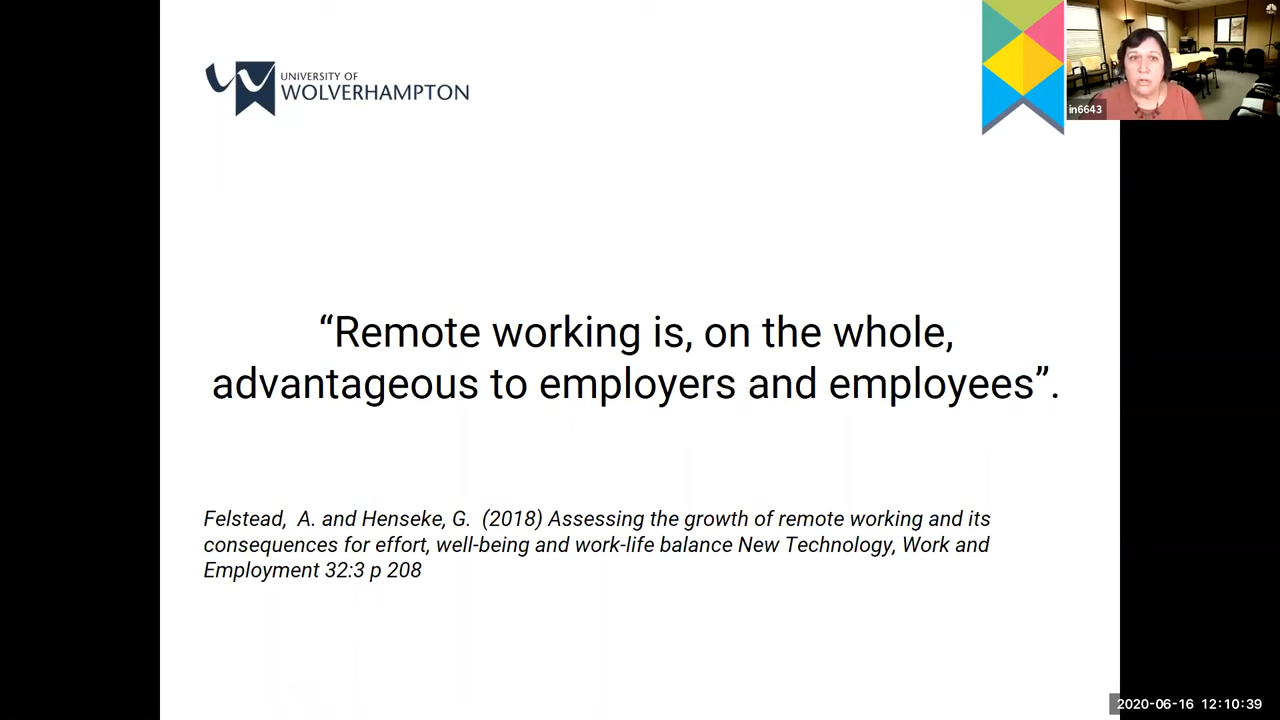 UNIVERSITY OF
WOLVERHAMPTON
in6643
“Remote working is, on the whole,
advantageous to employers and employees”.
Felstead, A. and Henseke, G. (2018) Assessing the growth of remote working and its
consequences for effort, well-being and work-life balance New Technology, Work and
Employment 32:3 p 208
2020-06-16 12:10:39